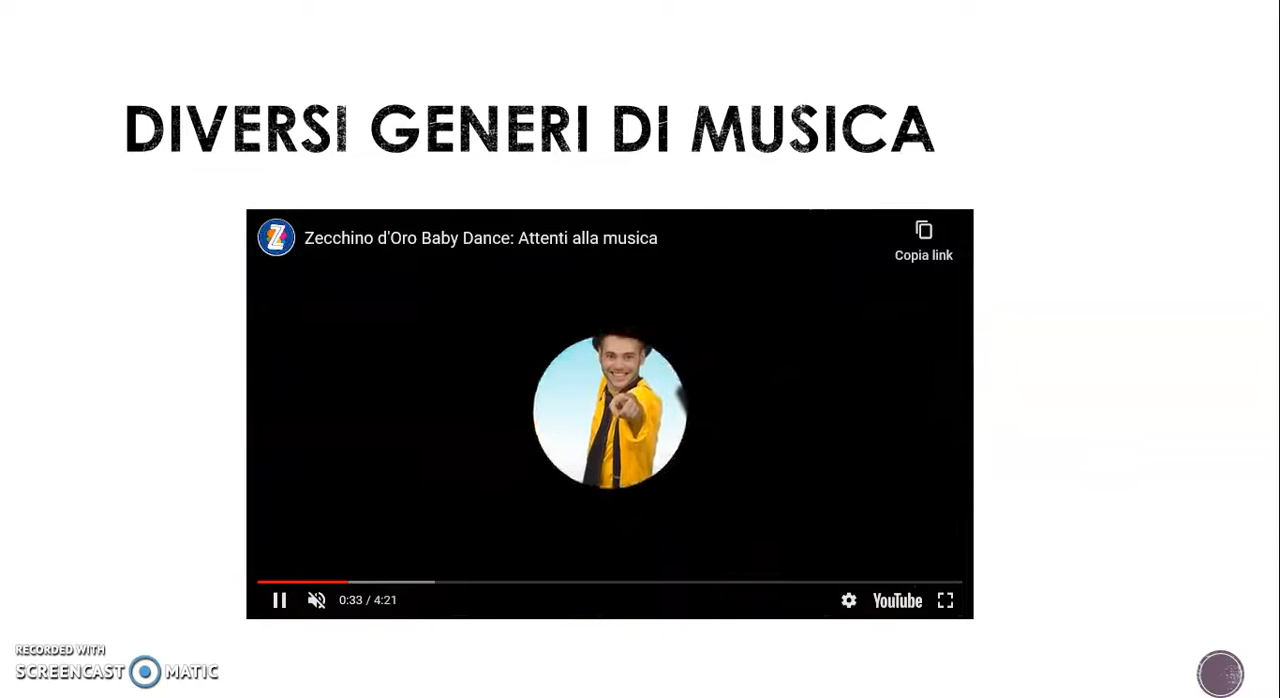 DIVERSI GENERI DI MUSICA
Z
Zecchino d'Oro Baby Dance: Attenti alla musica
Copia link
0:33 / 4:21
YouTube
RECORDED WITH
SCREENCAST MATIC